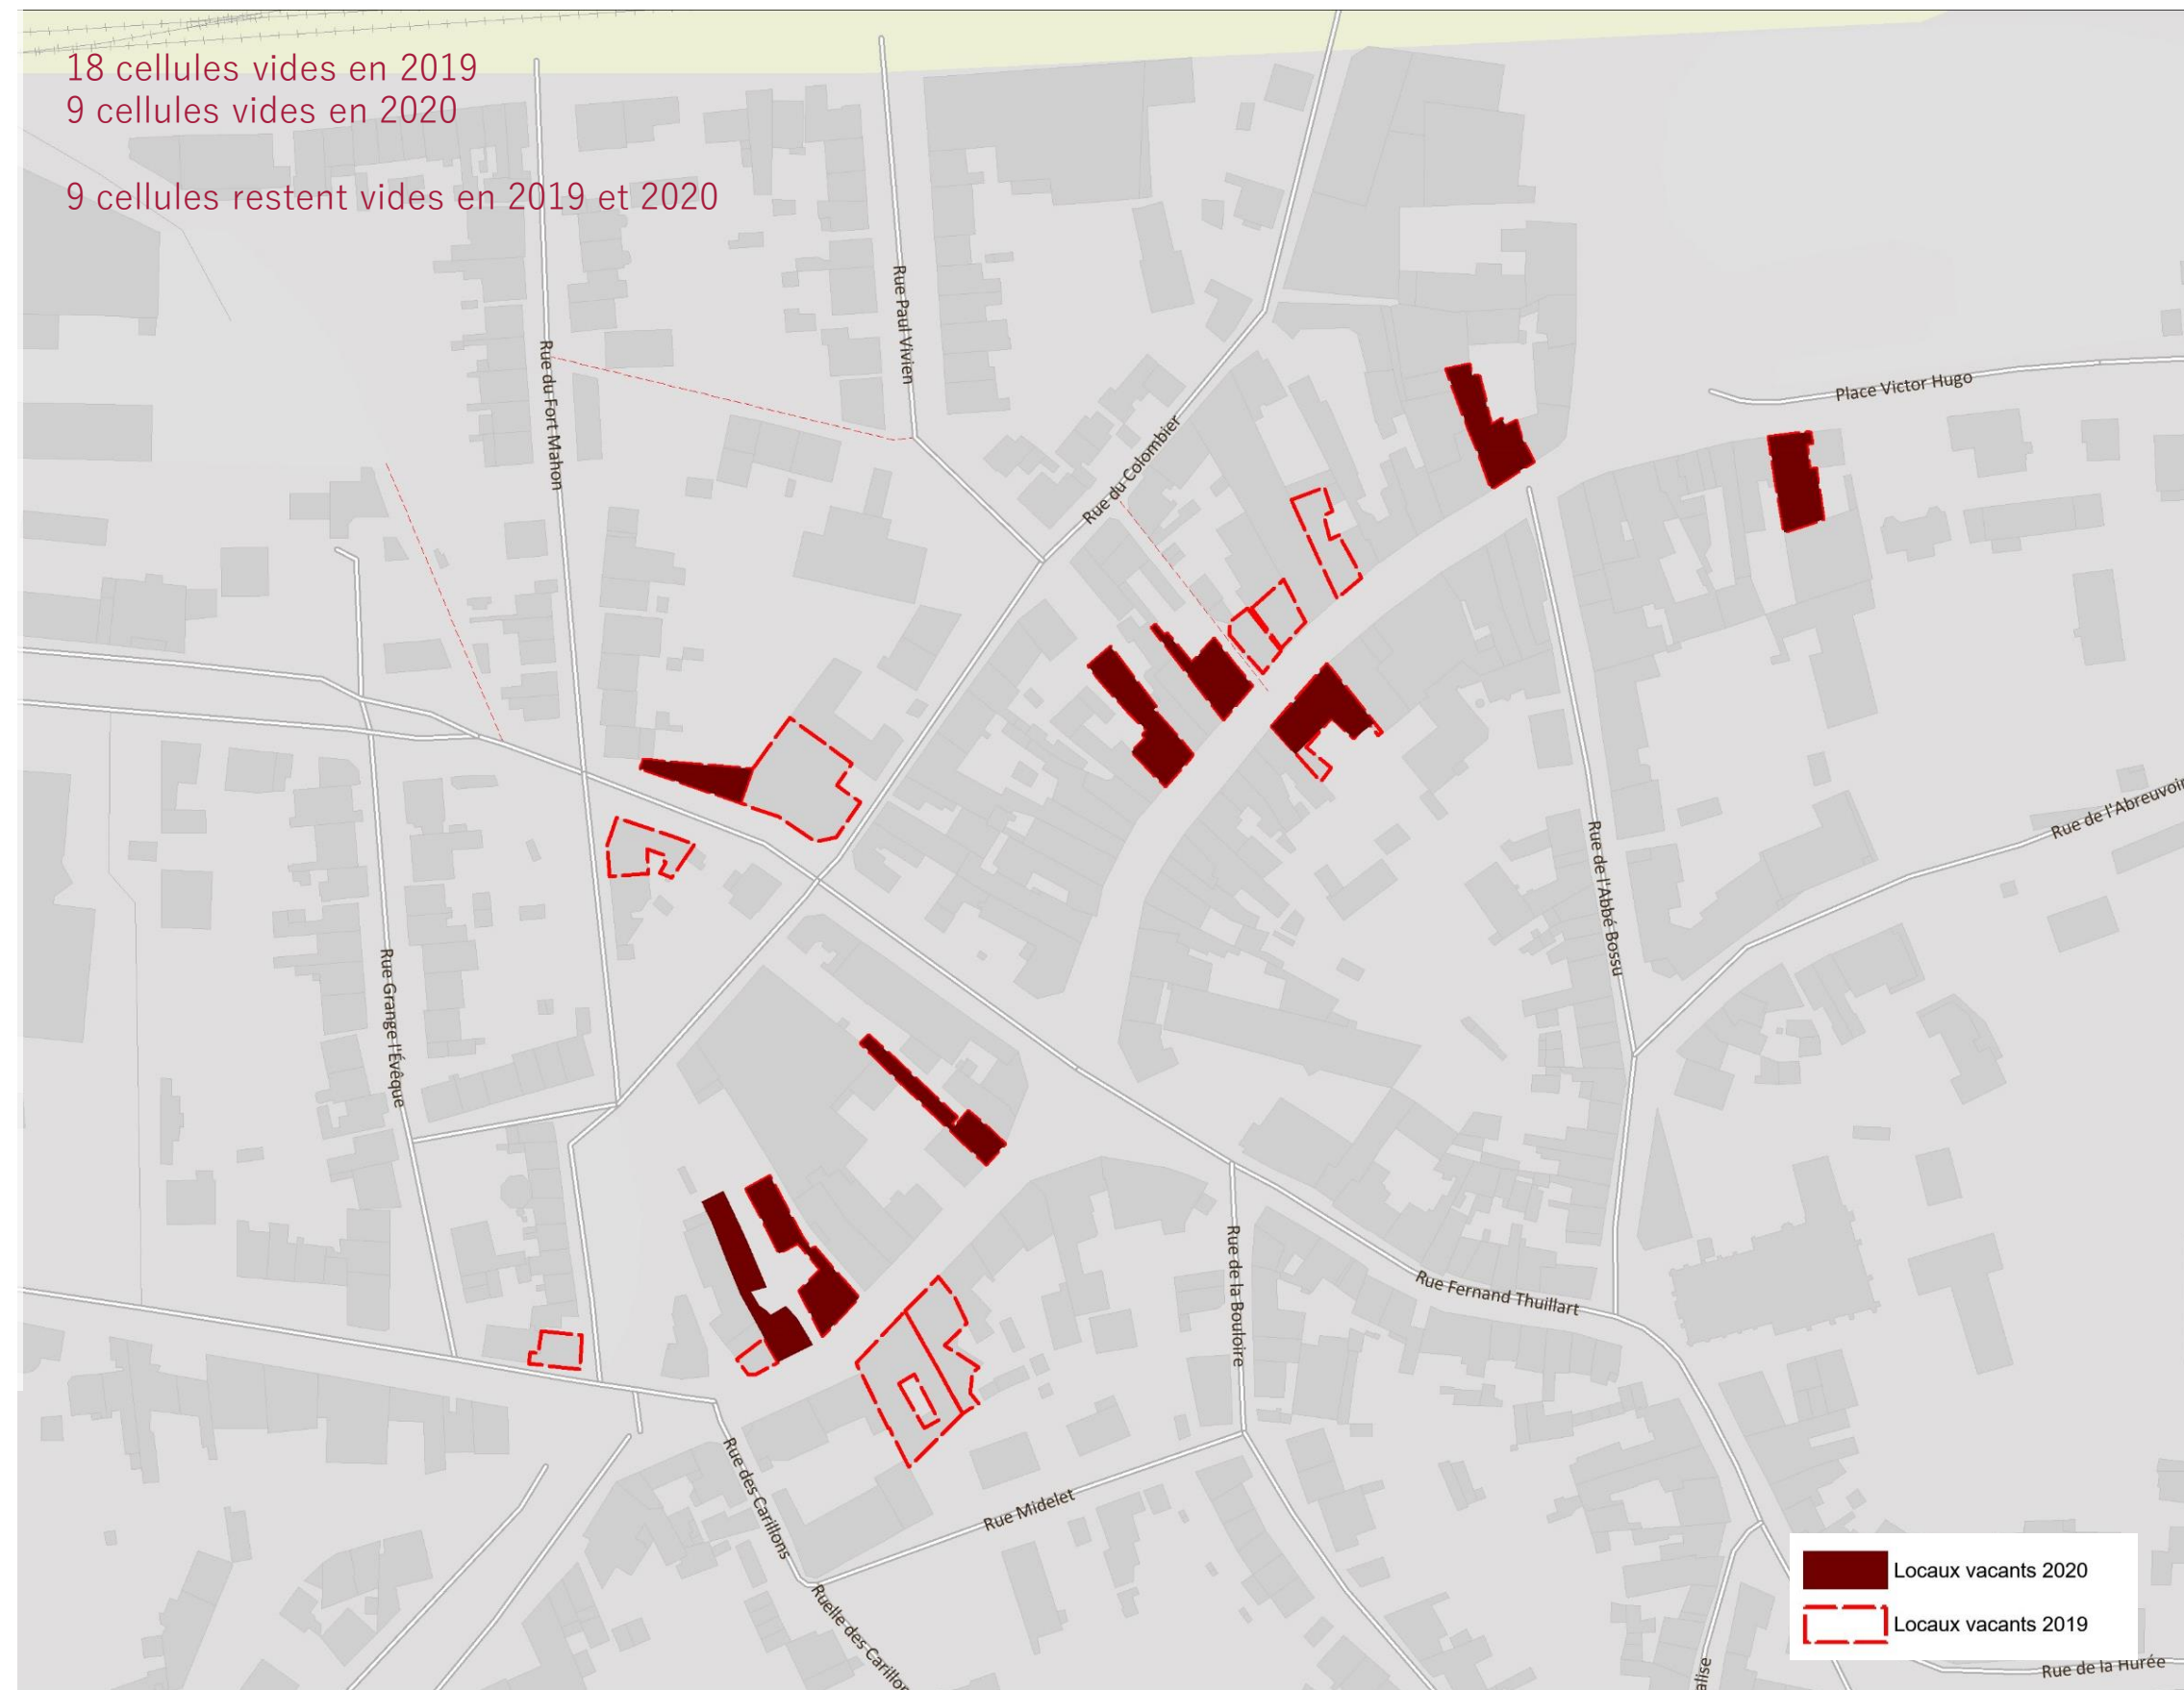 18 cellules vides en 2019
9 cellules vides en 2020
9 cellules restent vides en 2019 et 2020
Rue Paul Vivien
Rue du Fort Mahon
Place Victor Hugo
Rue du Colombier
Rue de l'Abreuvoir
Rue de l'Abbé Bossu
Rue Grange l'Évêque
Rue de la Bouloire
Rue Fernand Thuillart
Rue des Carillons
Rue Midelet
Ruelle des Carillon
Locaux vacants 2020
Locaux vacants 2019
alise
Rue de la Hurée